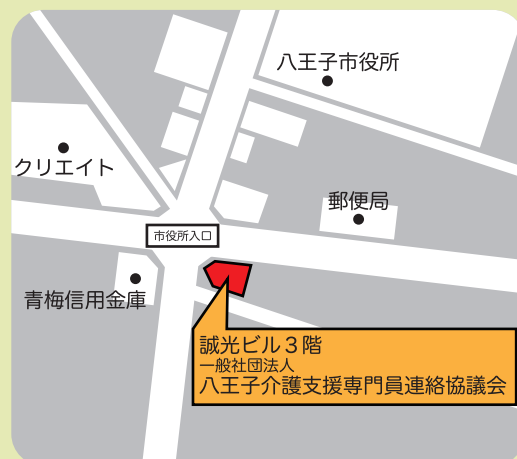 八王子市役所
クリエイト
郵便局
市役所入口
青梅信用金庫
誠光ビル３階
一般社団法人
八王子介護支援専門員連絡協議会